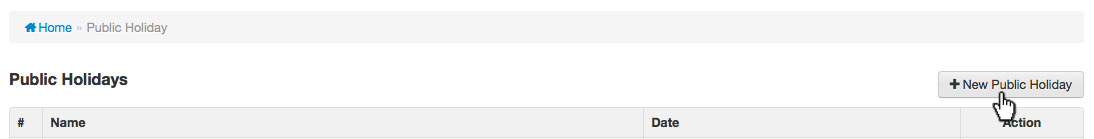 Home » Public Holiday
Public Holidays
New Public Holiday
# Name Date Action